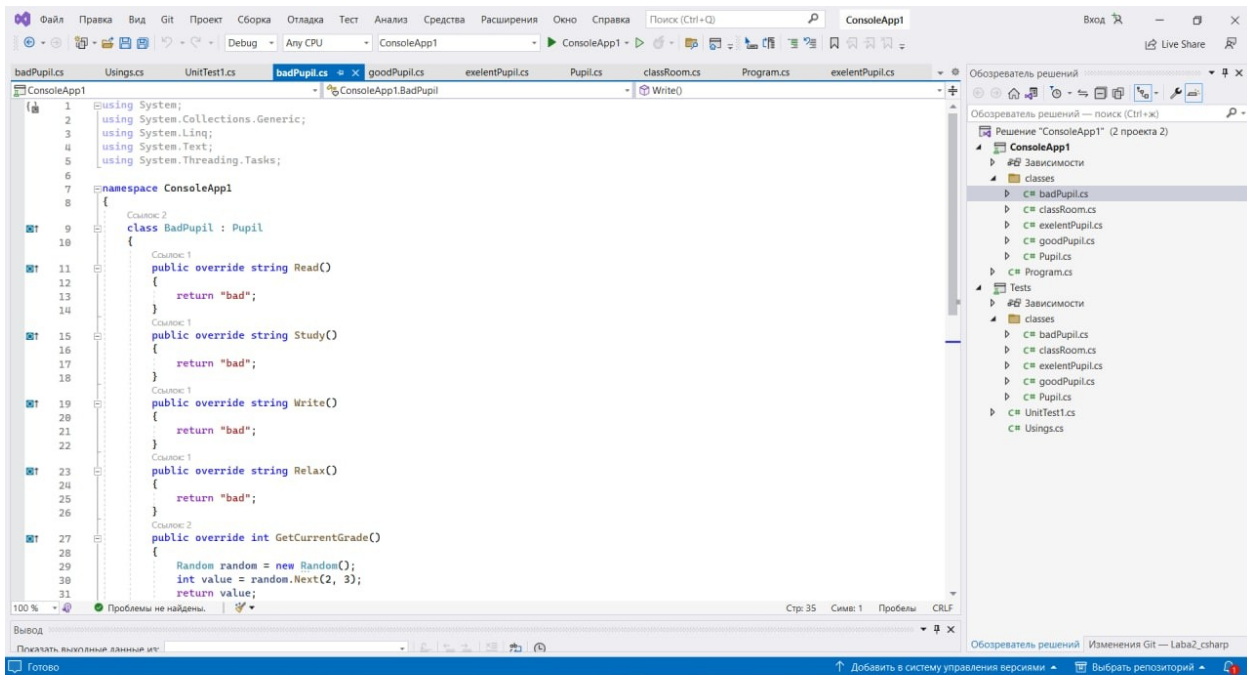 Файл Правка Вид Git Проект Сборка Отладка Тест Анализ Средства Расширения Окно Справка Поиск (Ctrl+Q) ConsoleApp1 Вход
Debug Any CPU ConsoleApp1 ConsoleApp1 Live Share
badPupil.cs Usings.cs UnitTest1.cs badPupil.cs goodPupil.cs exelentPupil.cs Pupil.cs classRoom.cs Program.cs exelentPupil.cs
ConsoleApp1 ConsoleApp1.BadPupil Write()
1 using System;
2 using System.Collections.Generic;
3 using System.Linq;
4 using System.Text;
5 using System.Threading.Tasks;
6
7 namespace ConsoleApp1
8 {
Ссылок: 2
9 class BadPupil : Pupil
10 {
Ссылок: 1
11 public override string Read()
12 {
13 return "bad";
14 }
Ссылок: 1
15 public override string Study()
16 {
17 return "bad";
18 }
Ссылок: 1
19 public override string Write()
20 {
21 return "bad";
22 }
Ссылок: 1
23 public override string Relax()
24 {
25 return "bad";
26 }
Ссылок: 2
27 public override int GetCurrentGrade()
28 {
29 Random random = new Random();
30 int value = random.Next(2, 3);
31 return value;
100 % Проблемы не найдены. Стр: 35 Симв: 1 Пробелы CRLF
Вывод
Показать выходные данные из:
Обозреватель решений
Обозреватель решений — поиск (Ctrl+ж)
Решение "ConsoleApp1" (2 проекта 2)
ConsoleApp1
Зависимости
classes
C# badPupil.cs
C# classRoom.cs
C# exelentPupil.cs
C# goodPupil.cs
C# Pupil.cs
C# Program.cs
Tests
Зависимости
classes
C# badPupil.cs
C# classRoom.cs
C# exelentPupil.cs
C# goodPupil.cs
C# Pupil.cs
C# UnitTest1.cs
C# Usings.cs
Обозреватель решений Изменения Git — Laba2_csharp
Готово Добавить в систему управления версиями Выбрать репозиторий